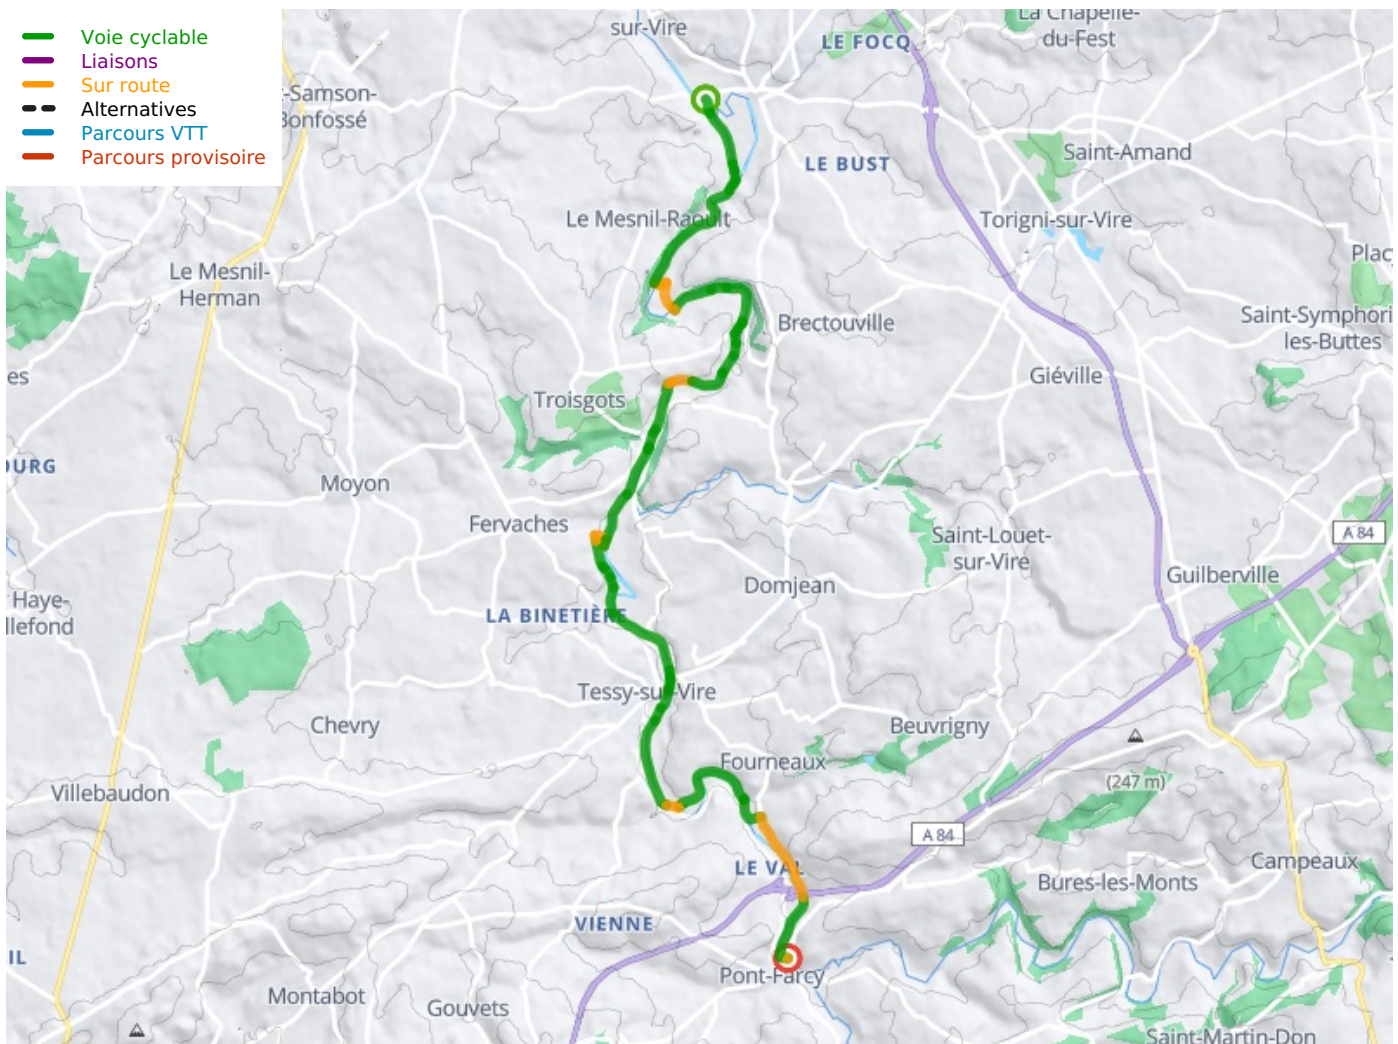 Voie cyclable
Liaisons
Sur route
Alternatives
Parcours VTT
Parcours provisoire
sur-Vire
LE FOCQ
La Chapelle-
du-Fest
-Samson-
Bonfossé
LE BUST
Saint-Amand
Le Mesnil-Raoult
Torigni-sur-Vire
Le Mesnil-
Herman
Plac
Brectouville
Saint-Symphori
les-Buttes
es
Giéville
Troisgots
OURG
Moyon
Fervaches
A 84
Saint-Louet-
sur-Vire
Guilberville
Domjean
Haye-
llefond
LA BINETIÈRE
Tessy-sur-Vire
Chevry
Beuvrigny
Fourneaux
(247 m)
Villebaudon
A 84
LE VAL
Campeaux
Bures-les-Monts
VIENNE
IL
Pont-Farcy
Montabot
Gouvets
Saint-Martin-Don